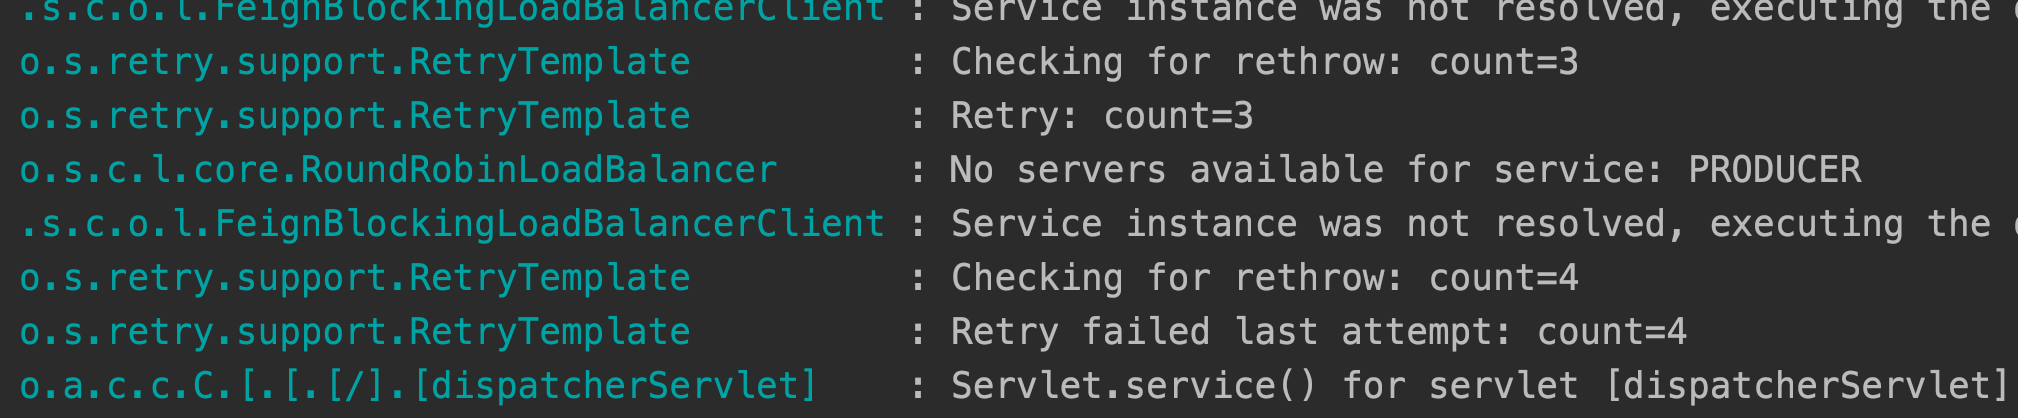 .s.c.o.l.FeignBlockingLoadBalancerClient : Service instance was not resolved, executing the
o.s.retry.support.RetryTemplate : Checking for rethrow: count=3
o.s.retry.support.RetryTemplate : Retry: count=3
o.s.c.l.core.RoundRobinLoadBalancer : No servers available for service: PRODUCER
.s.c.o.l.FeignBlockingLoadBalancerClient : Service instance was not resolved, executing the
o.s.retry.support.RetryTemplate : Checking for rethrow: count=4
o.s.retry.support.RetryTemplate : Retry failed last attempt: count=4
o.a.c.c.C.[.[.[/].[dispatcherServlet] : Servlet.service() for servlet [dispatcherServlet]